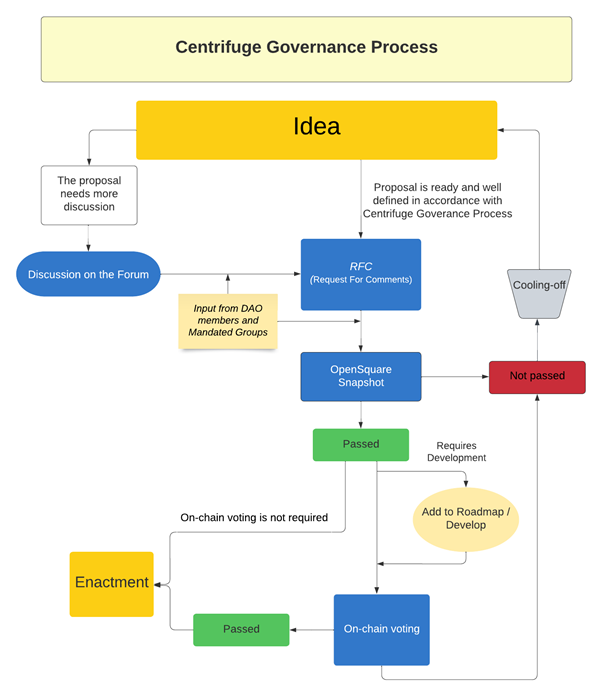 Centrifuge Governance Process
Idea
The proposal
needs more
discussion
Proposal is ready and well
defined in accordance with
Centrifuge Goverance Process
Discussion on the Forum
RFC
(Request For Comments)
Cooling-off
Input from DAO
members and
Mandated Groups
OpenSquare
Snapshot
Not passed
Passed
Requires
Development
Add to Roadmap /
Develop
On-chain voting is not required
Enactment
Passed
On-chain voting